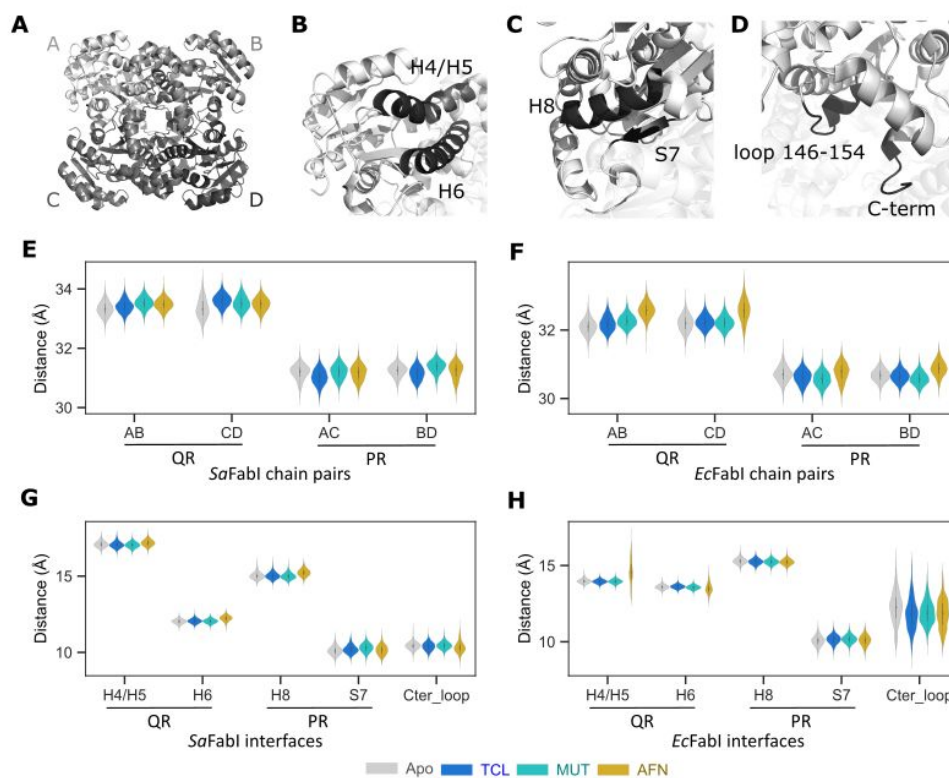 A
A
B
C
D
B
H4/H5
H6
C
H8
S7
D
loop 146-154
C-term
E
Distance (Å)
34
32
30
AB
CD
AC
BD
QR
PR
SaFabI chain pairs
F
Distance (Å)
32
30
AB
CD
AC
BD
QR
PR
EcFabI chain pairs
G
Distance (Å)
15
10
H4/H5
H6
H8
S7
Cter_loop
QR
PR
SaFabI interfaces
H
Distance (Å)
15
10
H4/H5
H6
H8
S7
Cter_loop
QR
PR
EcFabI interfaces
Apo
TCL
MUT
AFN